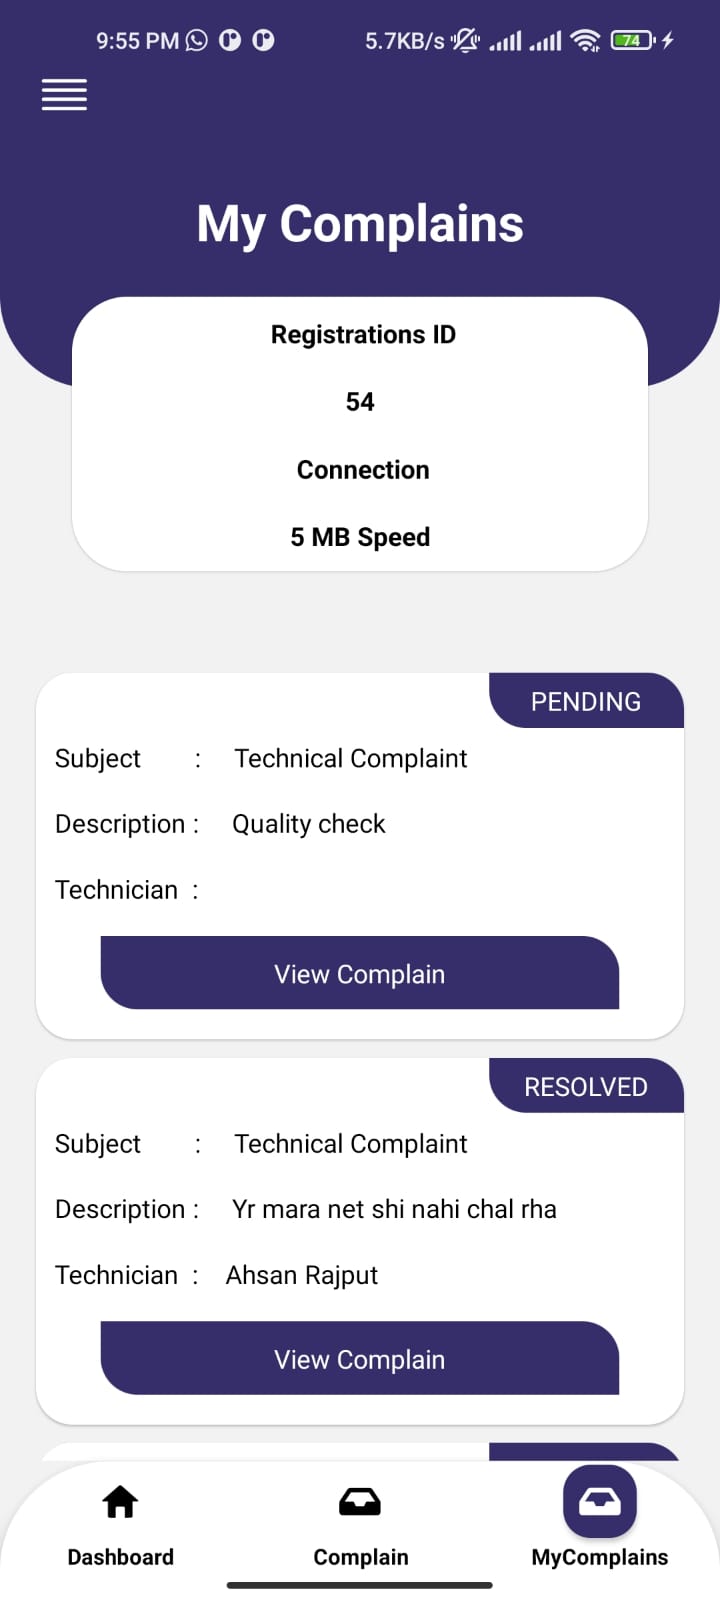 9:55 PM 5.7KB/s 74
My Complains
Registrations ID
54
Connection
5 MB Speed
PENDING
Subject : Technical Complaint
Description : Quality check
Technician :
View Complain
RESOLVED
Subject : Technical Complaint
Description : Yr mara net shi nahi chal rha
Technician : Ahsan Rajput
View Complain
Dashboard Complain MyComplains